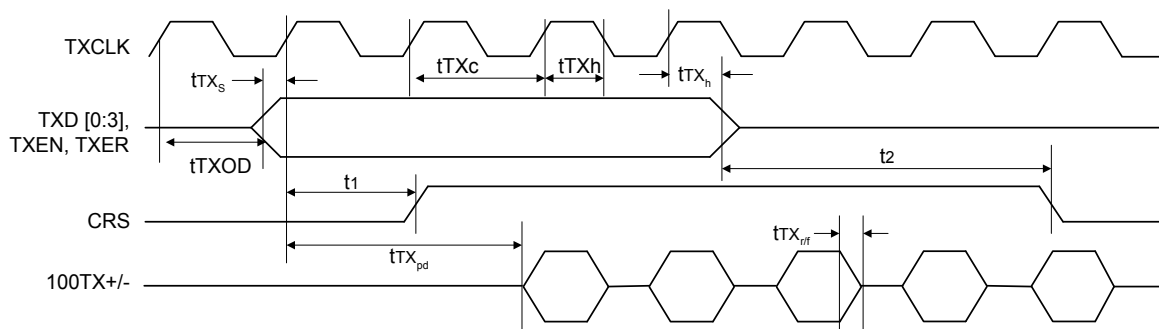 TXCLK
tTXc
tTXh
tTXS
tTXh
TXD [0:3],
TXEN, TXER
tTXOD
t2
t1
CRS
tTXpd
tTXr/f
100TX+/-